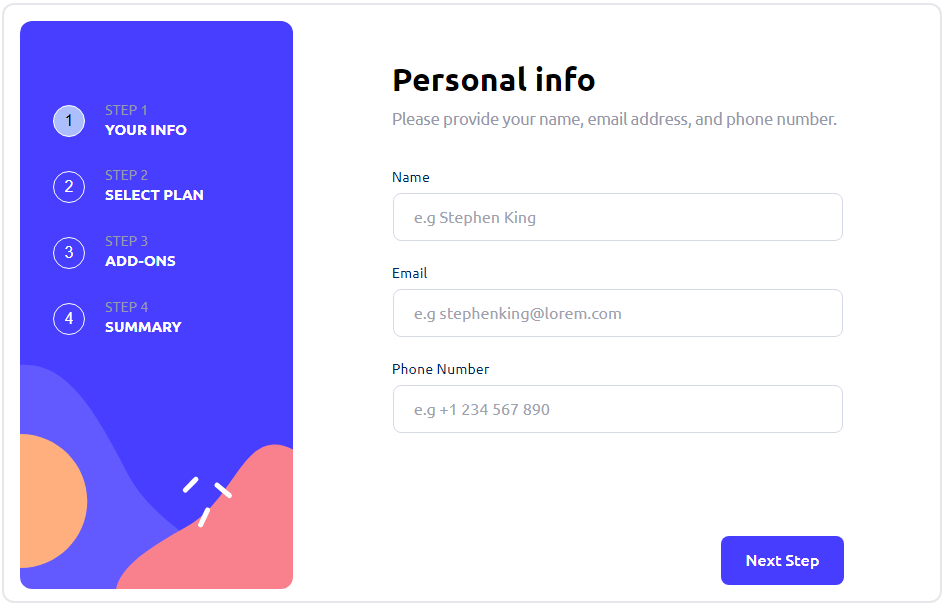 1
STEP 1
YOUR INFO
2
STEP 2
SELECT PLAN
3
STEP 3
ADD-ONS
4
STEP 4
SUMMARY
Personal info
Please provide your name, email address, and phone number.
Name
e.g Stephen King
Email
e.g stephenking@lorem.com
Phone Number
e.g +1 234 567 890
Next Step